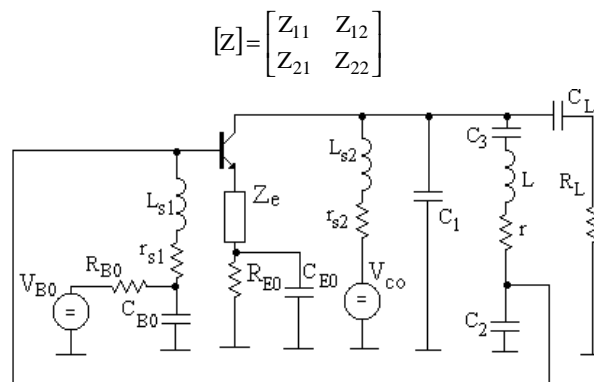 [Z] = [Z11 Z12
Z21 Z22]
CL
C3
Ls2
L
RL
Ls1
Ze
rs2
C1
r
rs1
RB0
VB0
RE0
CE0
Vco
CB0
C2
=
=